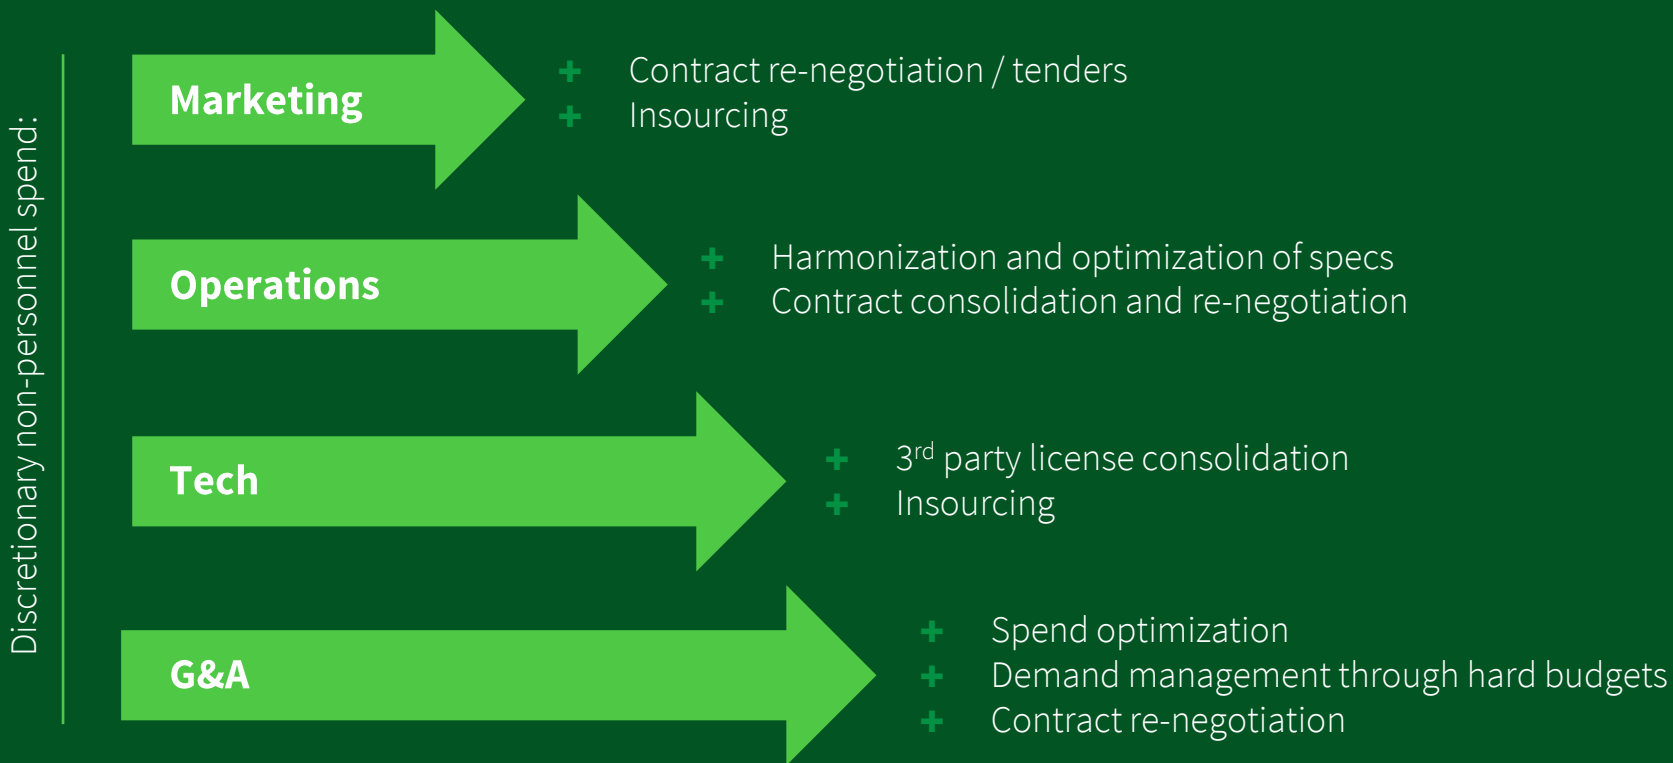 Discretionary non-personnel spend:
Marketing
Contract re-negotiation / tenders
Insourcing
Operations
Harmonization and optimization of specs
Contract consolidation and re-negotiation
Tech
3rd party license consolidation
Insourcing
G&A
Spend optimization
Demand management through hard budgets
Contract re-negotiation